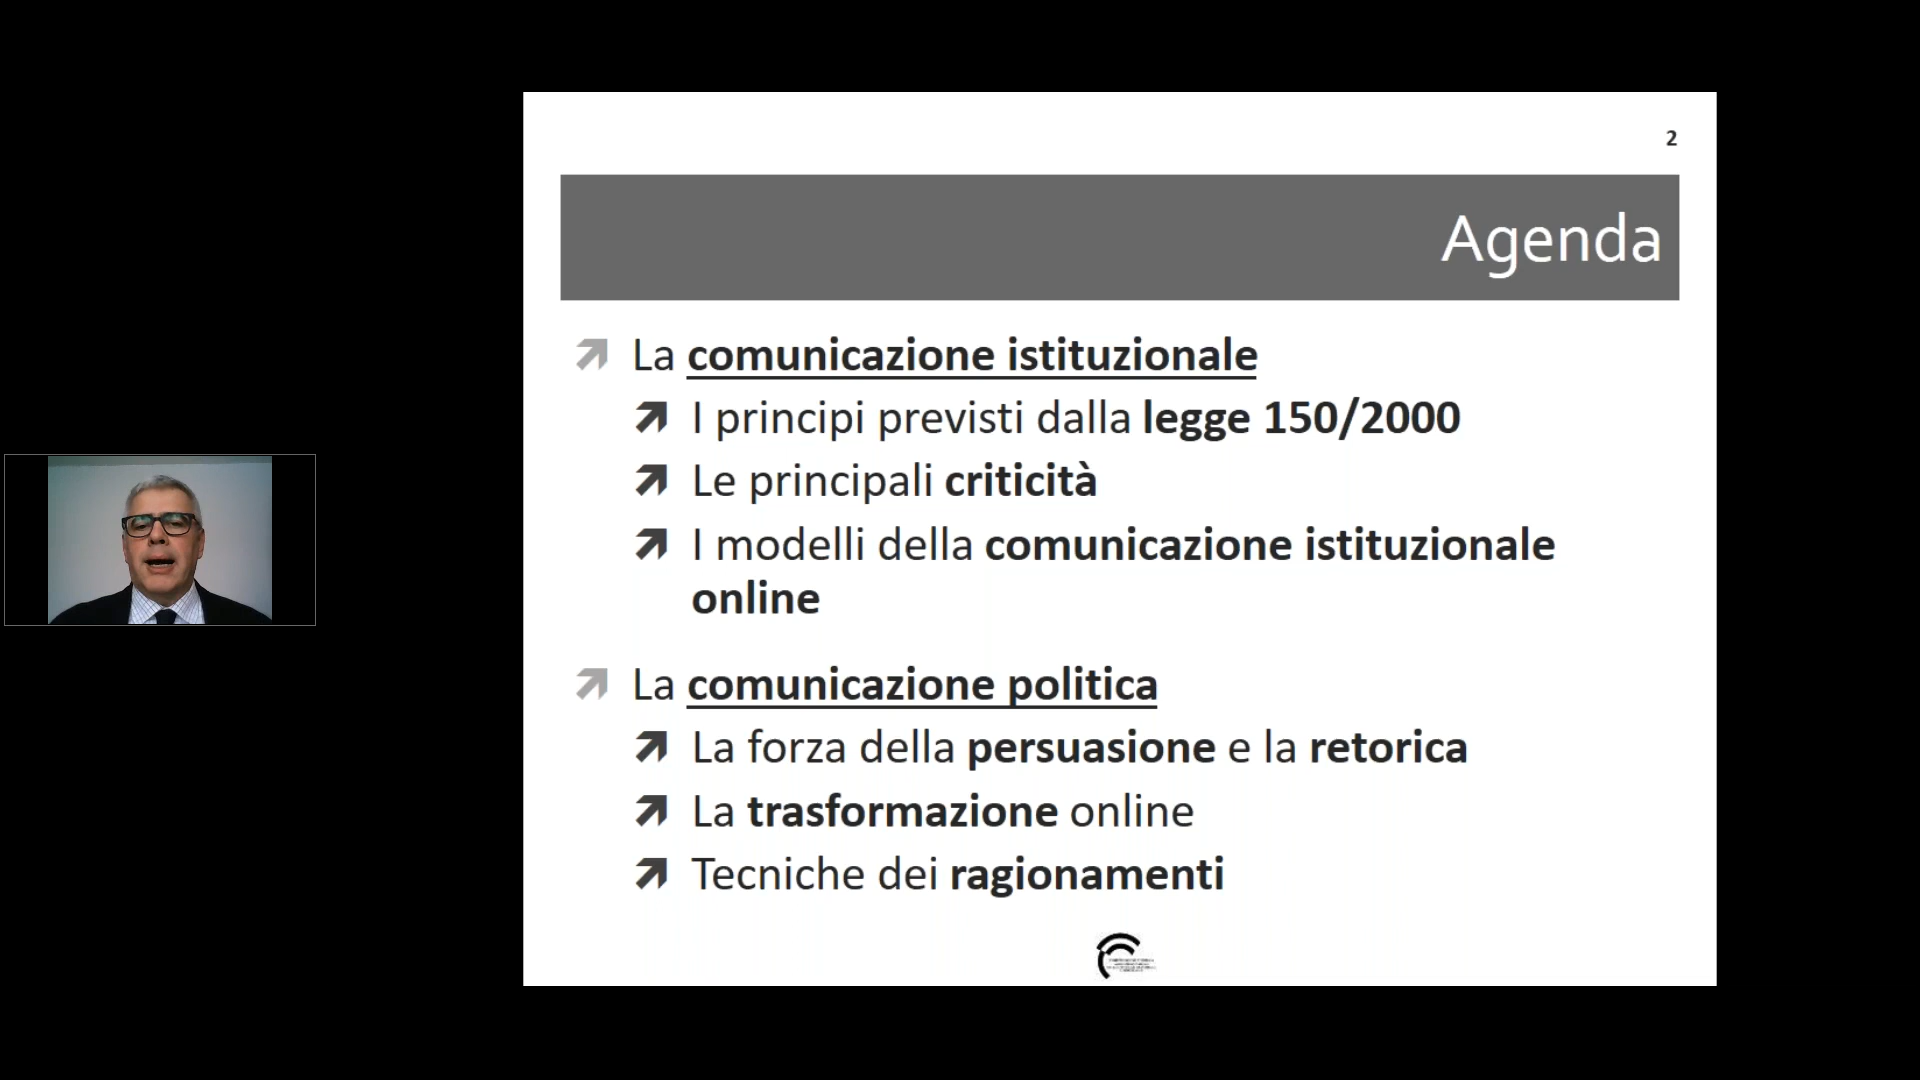 2
Agenda
La comunicazione istituzionale
I principi previsti dalla legge 150/2000
Le principali criticità
I modelli della comunicazione istituzionale
online
La comunicazione politica
La forza della persuasione e la retorica
La trasformazione online
Tecniche dei ragionamenti